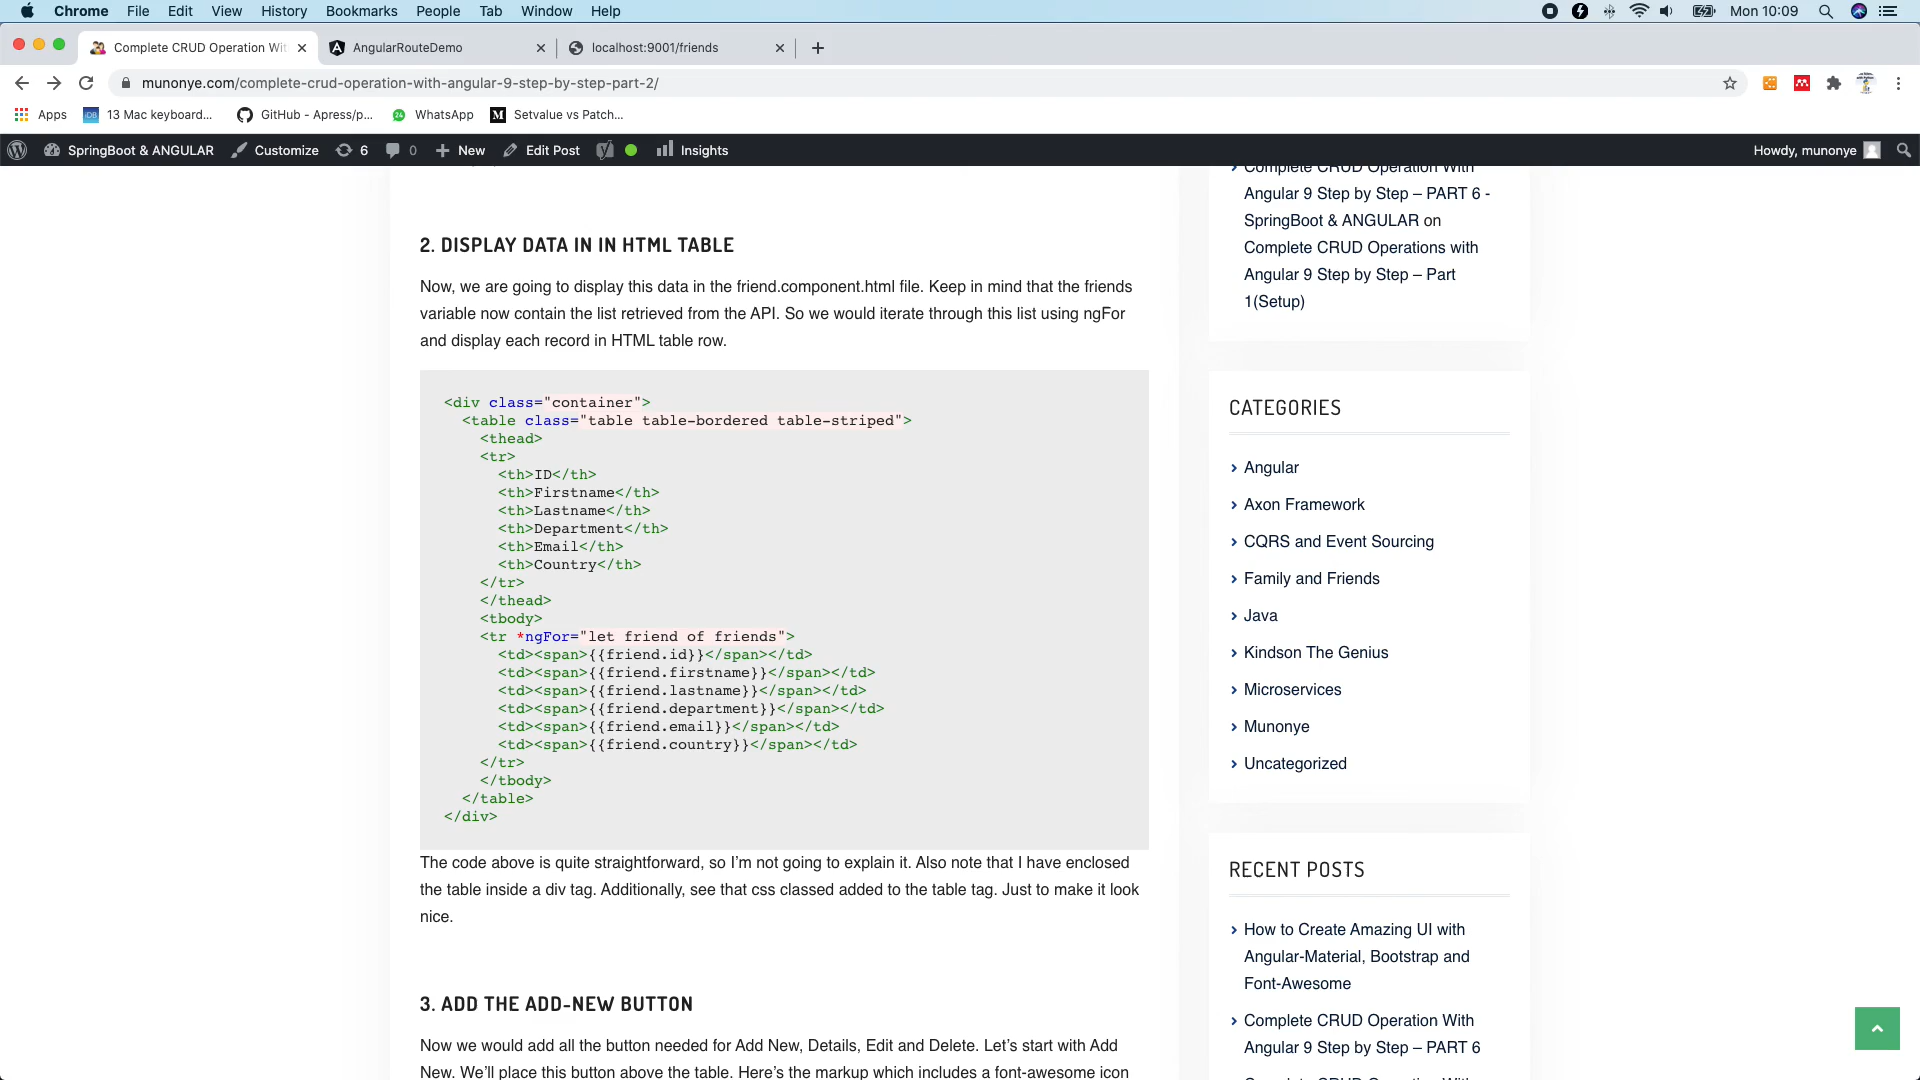 Chrome File Edit View History Bookmarks People Tab Window Help Mon 10:09
Complete CRUD Operation Wit AngularRouteDemo localhost:9001/friends
munonye.com/complete-crud-operation-with-angular-9-step-by-step-part-2/
Apps 13 Mac keyboard... GitHub - Apress/p... WhatsApp Setvalue vs Patch...
SpringBoot & ANGULAR Customize 6 0 New Edit Post Insights Howdy, munonye
2. DISPLAY DATA IN IN HTML TABLE
Now, we are going to display this data in the friend.component.html file. Keep in mind that the friends
variable now contain the list retrieved from the API. So we would iterate through this list using ngFor
and display each record in HTML table row.
<div class="container">
<table class="table table-bordered table-striped">
<thead>
<tr>
<th>ID</th>
<th>Firstname</th>
<th>Lastname</th>
<th>Department</th>
<th>Email</th>
<th>Country</th>
</tr>
</thead>
<tbody>
<tr *ngFor="let friend of friends">
<td><span>{{friend.id}}</span></td>
<td><span>{{friend.firstname}}</span></td>
<td><span>{{friend.lastname}}</span></td>
<td><span>{{friend.department}}</span></td>
<td><span>{{friend.email}}</span></td>
<td><span>{{friend.country}}</span></td>
</tr>
</tbody>
</table>
</div>
The code above is quite straightforward, so I'm not going to explain it. Also note that I have enclosed
the table inside a div tag. Additionally, see that css classed added to the table tag. Just to make it look
nice.
3. ADD THE ADD-NEW BUTTON
Now we would add all the button needed for Add New, Details, Edit and Delete. Let's start with Add
New. We'll place this button above the table. Here's the markup which includes a font-awesome icon
Complete CRUD Operation With
Angular 9 Step by Step – PART 6 -
SpringBoot & ANGULAR on
Complete CRUD Operations with
Angular 9 Step by Step – Part
1(Setup)
CATEGORIES
Angular
Axon Framework
CQRS and Event Sourcing
Family and Friends
Java
Kindson The Genius
Microservices
Munonye
Uncategorized
RECENT POSTS
How to Create Amazing UI with
Angular-Material, Bootstrap and
Font-Awesome
Complete CRUD Operation With
Angular 9 Step by Step – PART 6